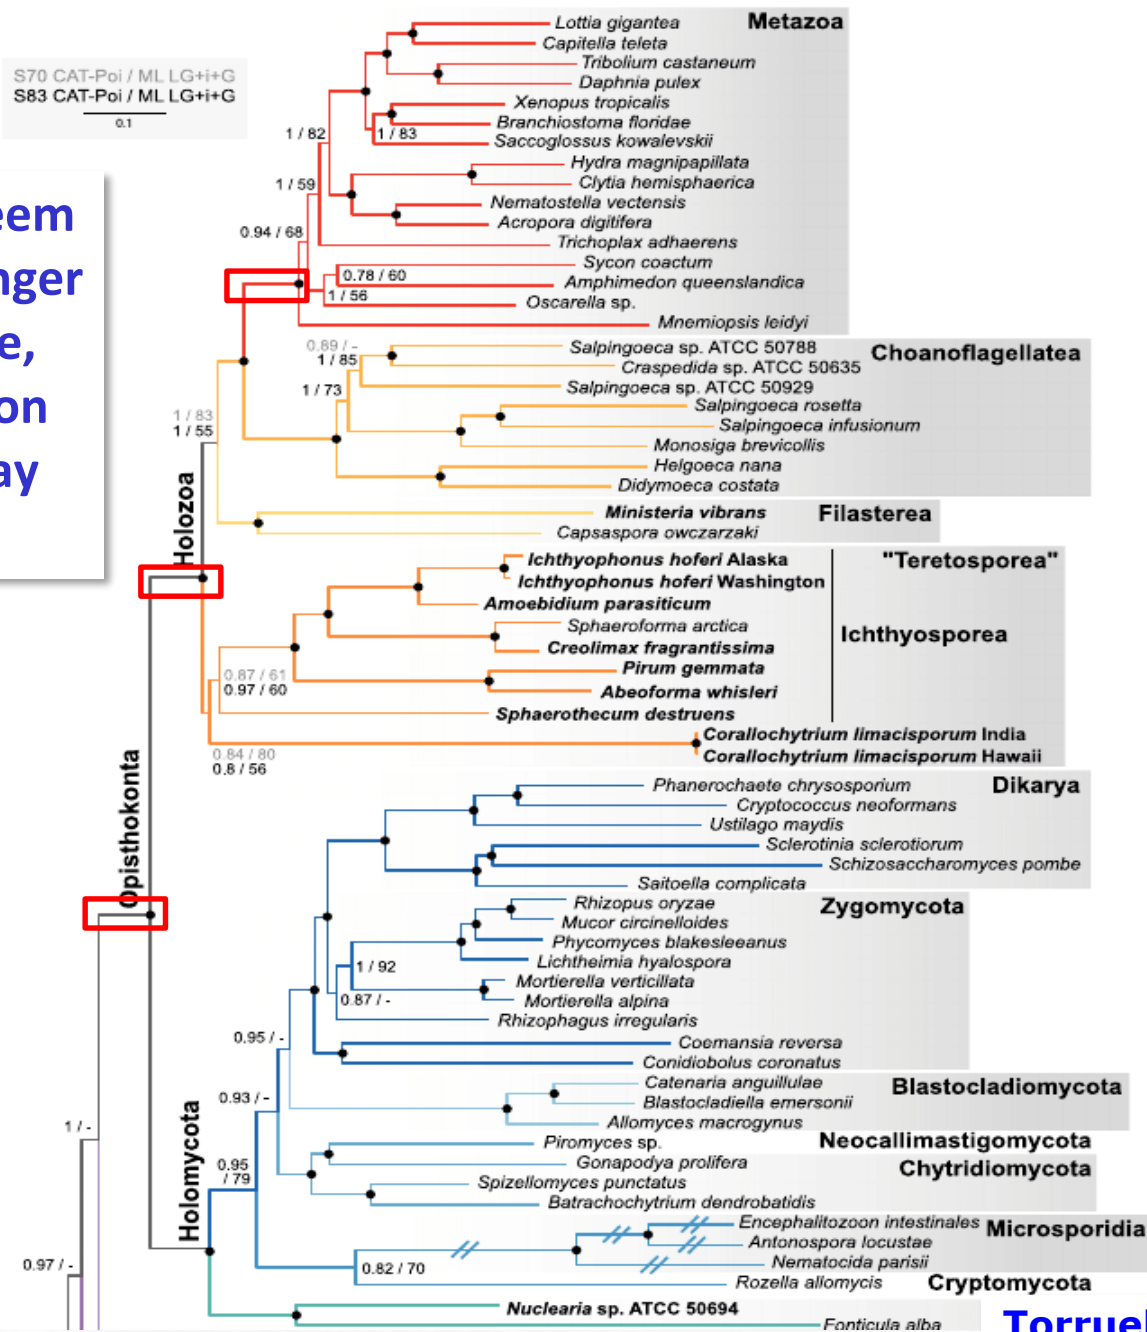 S70 CAT-Poi / ML LG+i+G
S83 CAT-Poi / ML LG+i+G
0.1
eem
nger
e,
on
ay
Metazoa
Lottia gigantea
Capitella teleta
Tribolium castaneum
Daphnia pulex
Xenopus tropicalis
1 / 82
1 / 83
Branchiostoma floridae
Saccoglossus kowalevskii
Hydra magnipapillata
1 / 59
Clytia hemisphaerica
Nematostella vectensis
Acropora digitifera
0.94 / 68
Trichoplax adhaerens
Sycon coactum
0.78 / 60
Amphimedon queenslandica
1 / 56
Oscarella sp.
Mnemiopsis leidyi
0.89 / -
1 / 85
Salpingoeca sp. ATCC 50788
Choanoflagellatea
Craspedida sp. ATCC 50635
1 / 73
Salpingoeca sp. ATCC 50929
Salpingoeca rosetta
1 / 83
1 / 55
Salpingoeca infusionum
Monosiga brevicollis
Helgoeca nana
Didymoeca costata
Holozoa
Ministeria vibrans
Filasterea
Capsaspora owczarzaki
Ichthyophonus hoferi Alaska
"Teretosporea"
Ichthyophonus hoferi Washington
Amoebidium parasiticum
Sphaeroforma arctica
Ichthyosporea
Creolimax fragrantissima
Pirum gemmata
0.87 / 61
0.97 / 60
Abeoforma whisleri
Sphaerothecum destruens
Corallochytrium limacisporum India
Corallochytrium limacisporum Hawaii
0.84 / 80
0.8 / 56
Opisthokonta
Phanerochaete chrysosporium
Dikarya
Cryptococcus neoformans
Ustilago maydis
Sclerotinia sclerotiorum
Schizosaccharomyces pombe
Saitoella complicata
Rhizopus oryzae
Zygomycota
Mucor circinelloides
Phycomyces blakesleeanus
1 / 92
Lichtheimia hyalospora
Mortierella verticillata
0.87 / -
Mortierella alpina
Rhizophagus irregularis
0.95 / -
Coemansia reversa
Conidiobolus coronatus
Catenaria anguillulae
Blastocladiomycota
0.93 / -
Blastocladiella emersonii
Allomyces macrogynus
1 / -
Holomycota
Piromyces sp.
Neocallimastigomycota
0.95
/ 79
Gonapodya prolifera
Chytridiomycota
Spizellomyces punctatus
Batrachochytrium dendrobatidis
Encephalitozoon intestinales
Microsporidia
Antonospora locustae
0.97 / -
0.82 / 70
Nematocida parisii
Rozella allomycis
Cryptomycota
Nuclearia sp. ATCC 50694
Fonticula alba
Torruel